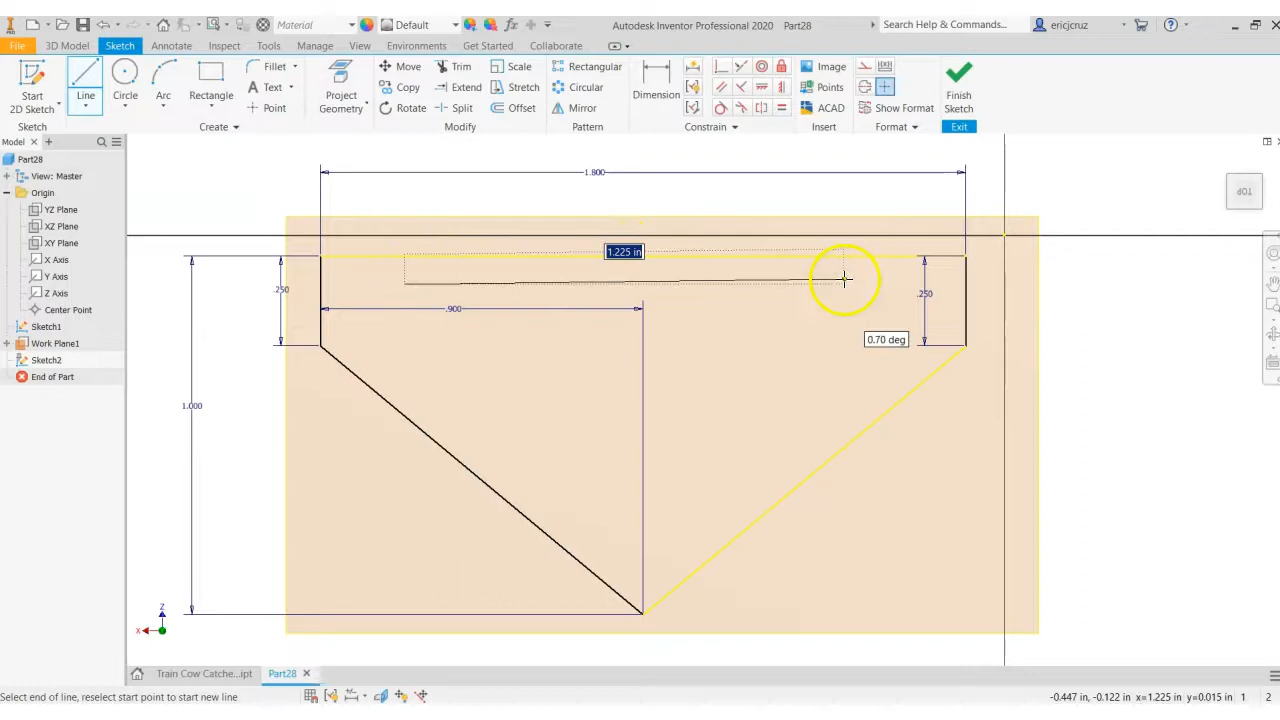 PRO
Material
Default
Autodesk Inventor Professional 2020 Part28
Search Help & Commands...
ericjcruz
File 3D Model Sketch Annotate Inspect Tools Manage View Environments Get Started Collaborate
Start
2D Sketch
Line
Circle
Arc
Rectangle
Fillet
Text
Point
Project
Geometry
Move
Copy
Rotate
Trim
Extend
Split
Scale
Stretch
Offset
Rectangular
Circular
Mirror
Dimension
Image
Points
ACAD
Show Format
Finish
Sketch
Sketch Create Modify Pattern Constrain Insert Format Exit
Model
Part28
View: Master
Origin
YZ Plane
XZ Plane
XY Plane
X Axis
Y Axis
Z Axis
Center Point
Sketch1
Work Plane1
Sketch2
End of Part
1.800
TOP
1.225 in
.250
.250
.900
0.70 deg
1.000
Z
X
Train Cow Catche...ipt
Part28
Select end of line, reselect start point to start new line
-0.447 in, -0.122 in x=1.225 in y=0.015 in 1 2